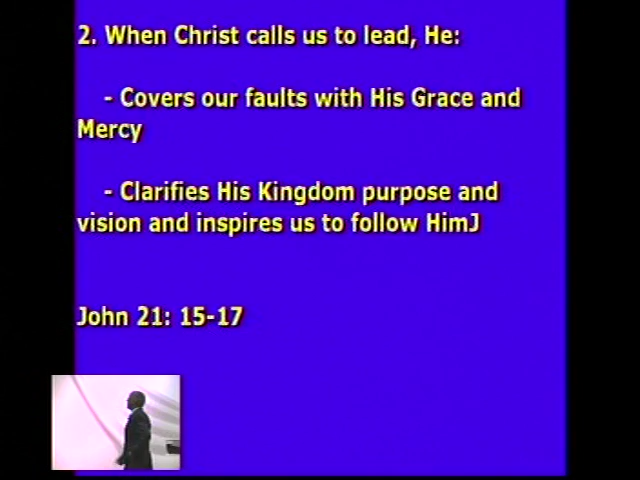 2. When Christ calls us to lead, He:
- Covers our faults with His Grace and
Mercy
- Clarifies His Kingdom purpose and
vision and inspires us to follow HimJ
John 21: 15-17